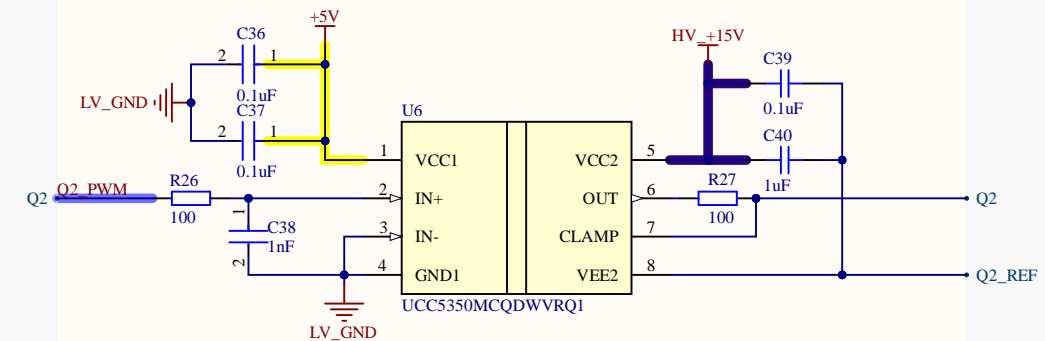 +5V
C36
2
1
0.1uF
LV_GND
C37
2
1
0.1uF
HV_+15V
C39
0.1uF
C40
1uF
U6
1
VCC1
VCC2
5
Q2
Q2_PWM
R26
100
2
IN+
OUT
6
R27
100
Q2
1
C38
1nF
2
3
IN-
CLAMP
7
4
GND1
VEE2
8
Q2_REF
UCC5350MCQDWVRQ1
LV_GND